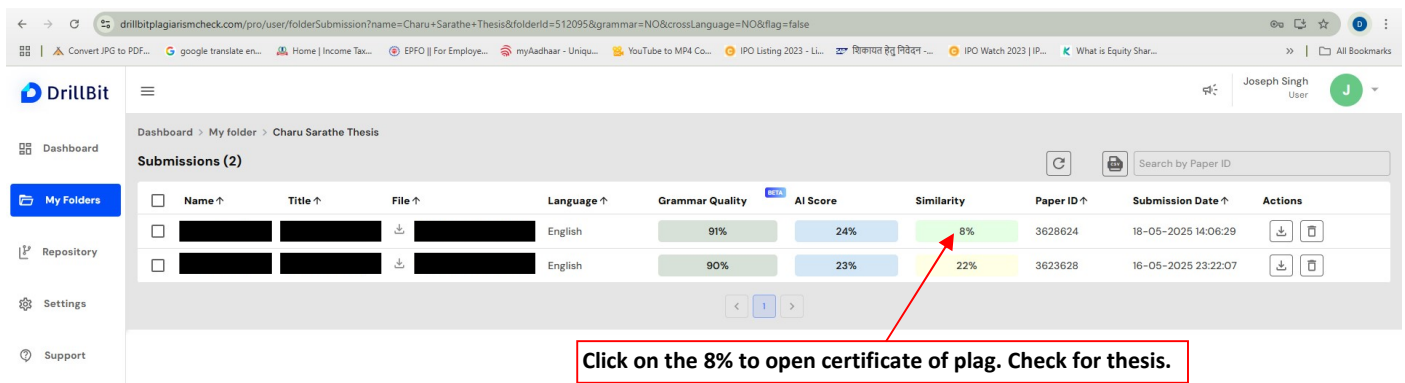 drillbitplagiarismcheck.com/pro/user/folderSubmission?name=Charu+Sarathe+Thesis&folderId=512095&grammar=NO&crossLanguage=NO&flag=false
Convert JPG to PDF... google translate en... Home | Income Tax... EPFO || For Employe... myAadhaar - Uniqu... YouTube to MP4 Co... IPO Listing 2023 - Li... शिकायत हेतु निवेदन -... IPO Watch 2023 | IP... What is Equity Shar... » All Bookmarks
DrillBit Joseph Singh
User J
Dashboard > My folder > Charu Sarathe Thesis
Dashboard
Submissions (2) CSV Search by Paper ID
My Folders Name ↑ Title ↑ File ↑ Language ↑ Grammar Quality BETA AI Score Similarity Paper ID ↑ Submission Date ↑ Actions
English 91% 24% 8% 3628624 18-05-2025 14:06:29
Repository
English 90% 23% 22% 3623628 16-05-2025 23:22:07
Settings < 1 >
Support
Click on the 8% to open certificate of plag. Check for thesis.